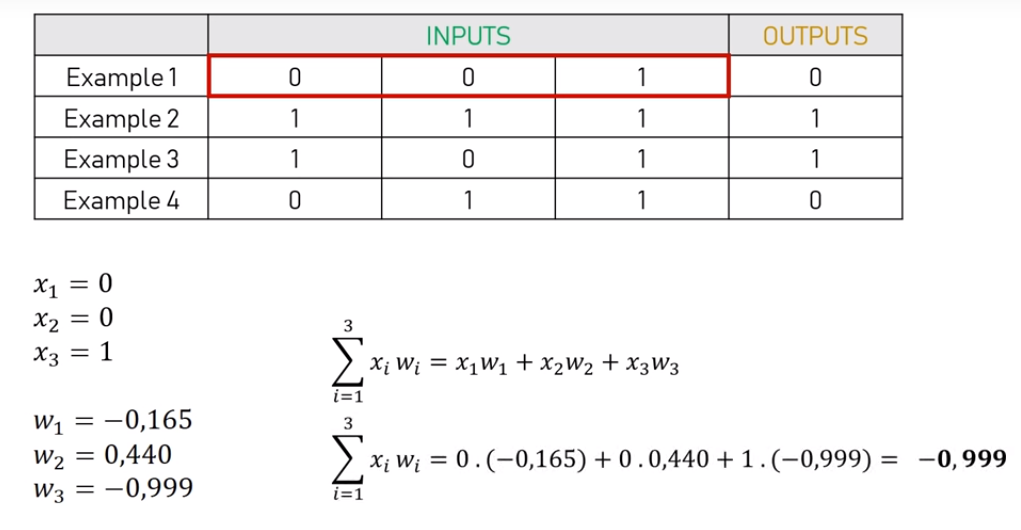 INPUTS OUTPUTS
Example 1 0 0 1 0
Example 2 1 1 1 1
Example 3 1 0 1 1
Example 4 0 1 1 0
x₁ = 0
x₂ = 0
x₃ = 1
w₁ = −0,165
w₂ = 0,440
w₃ = −0,999
3
∑ xᵢ wᵢ = x₁w₁ + x₂w₂ + x₃w₃
i=1
3
∑ xᵢ wᵢ = 0 . (−0,165) + 0 . 0,440 + 1 . (−0,999) = −0,999
i=1